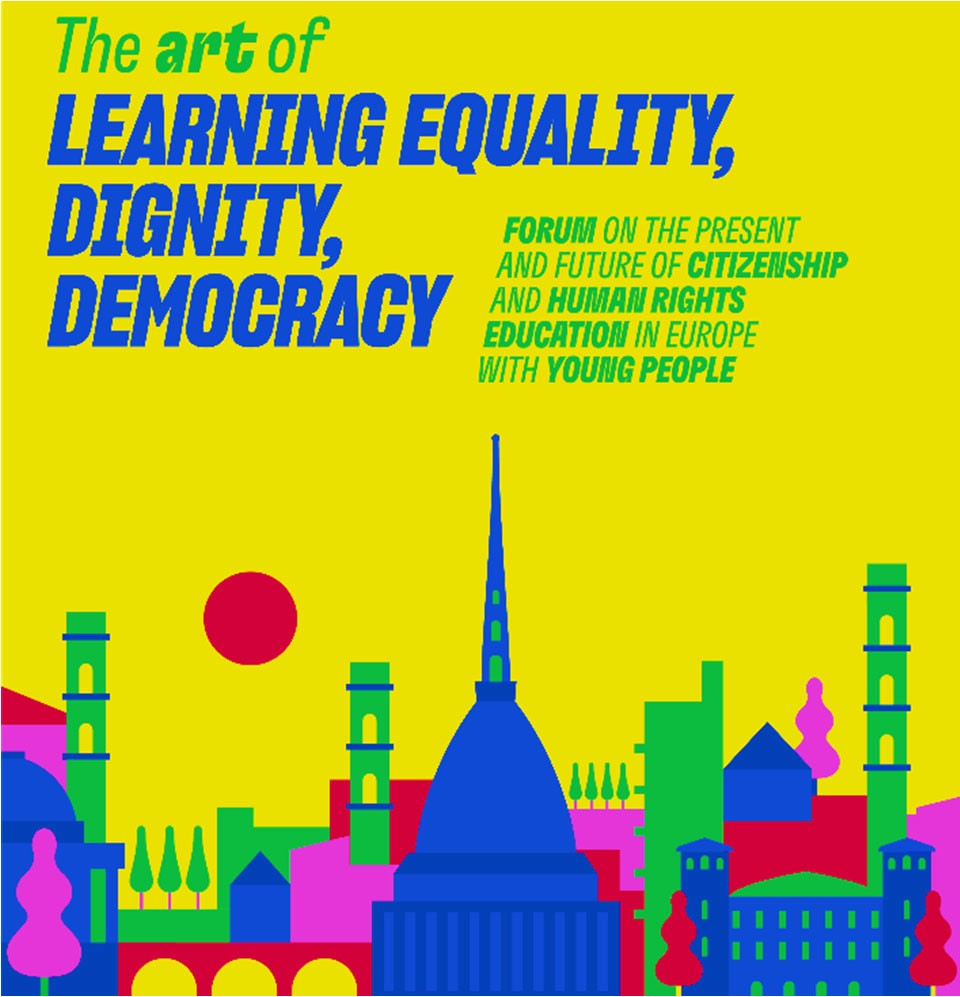 The art of
LEARNING EQUALITY,
DIGNITY,
DEMOCRACY
FORUM ON THE PRESENT
AND FUTURE OF CITIZENSHIP
AND HUMAN RIGHTS
EDUCATION IN EUROPE
WITH YOUNG PEOPLE